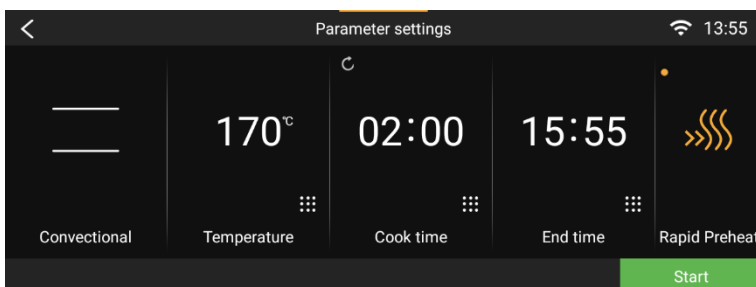 Parameter settings 13:55
170°C 02:00 15:55
Convectional Temperature Cook time End time Rapid Preheat
Start